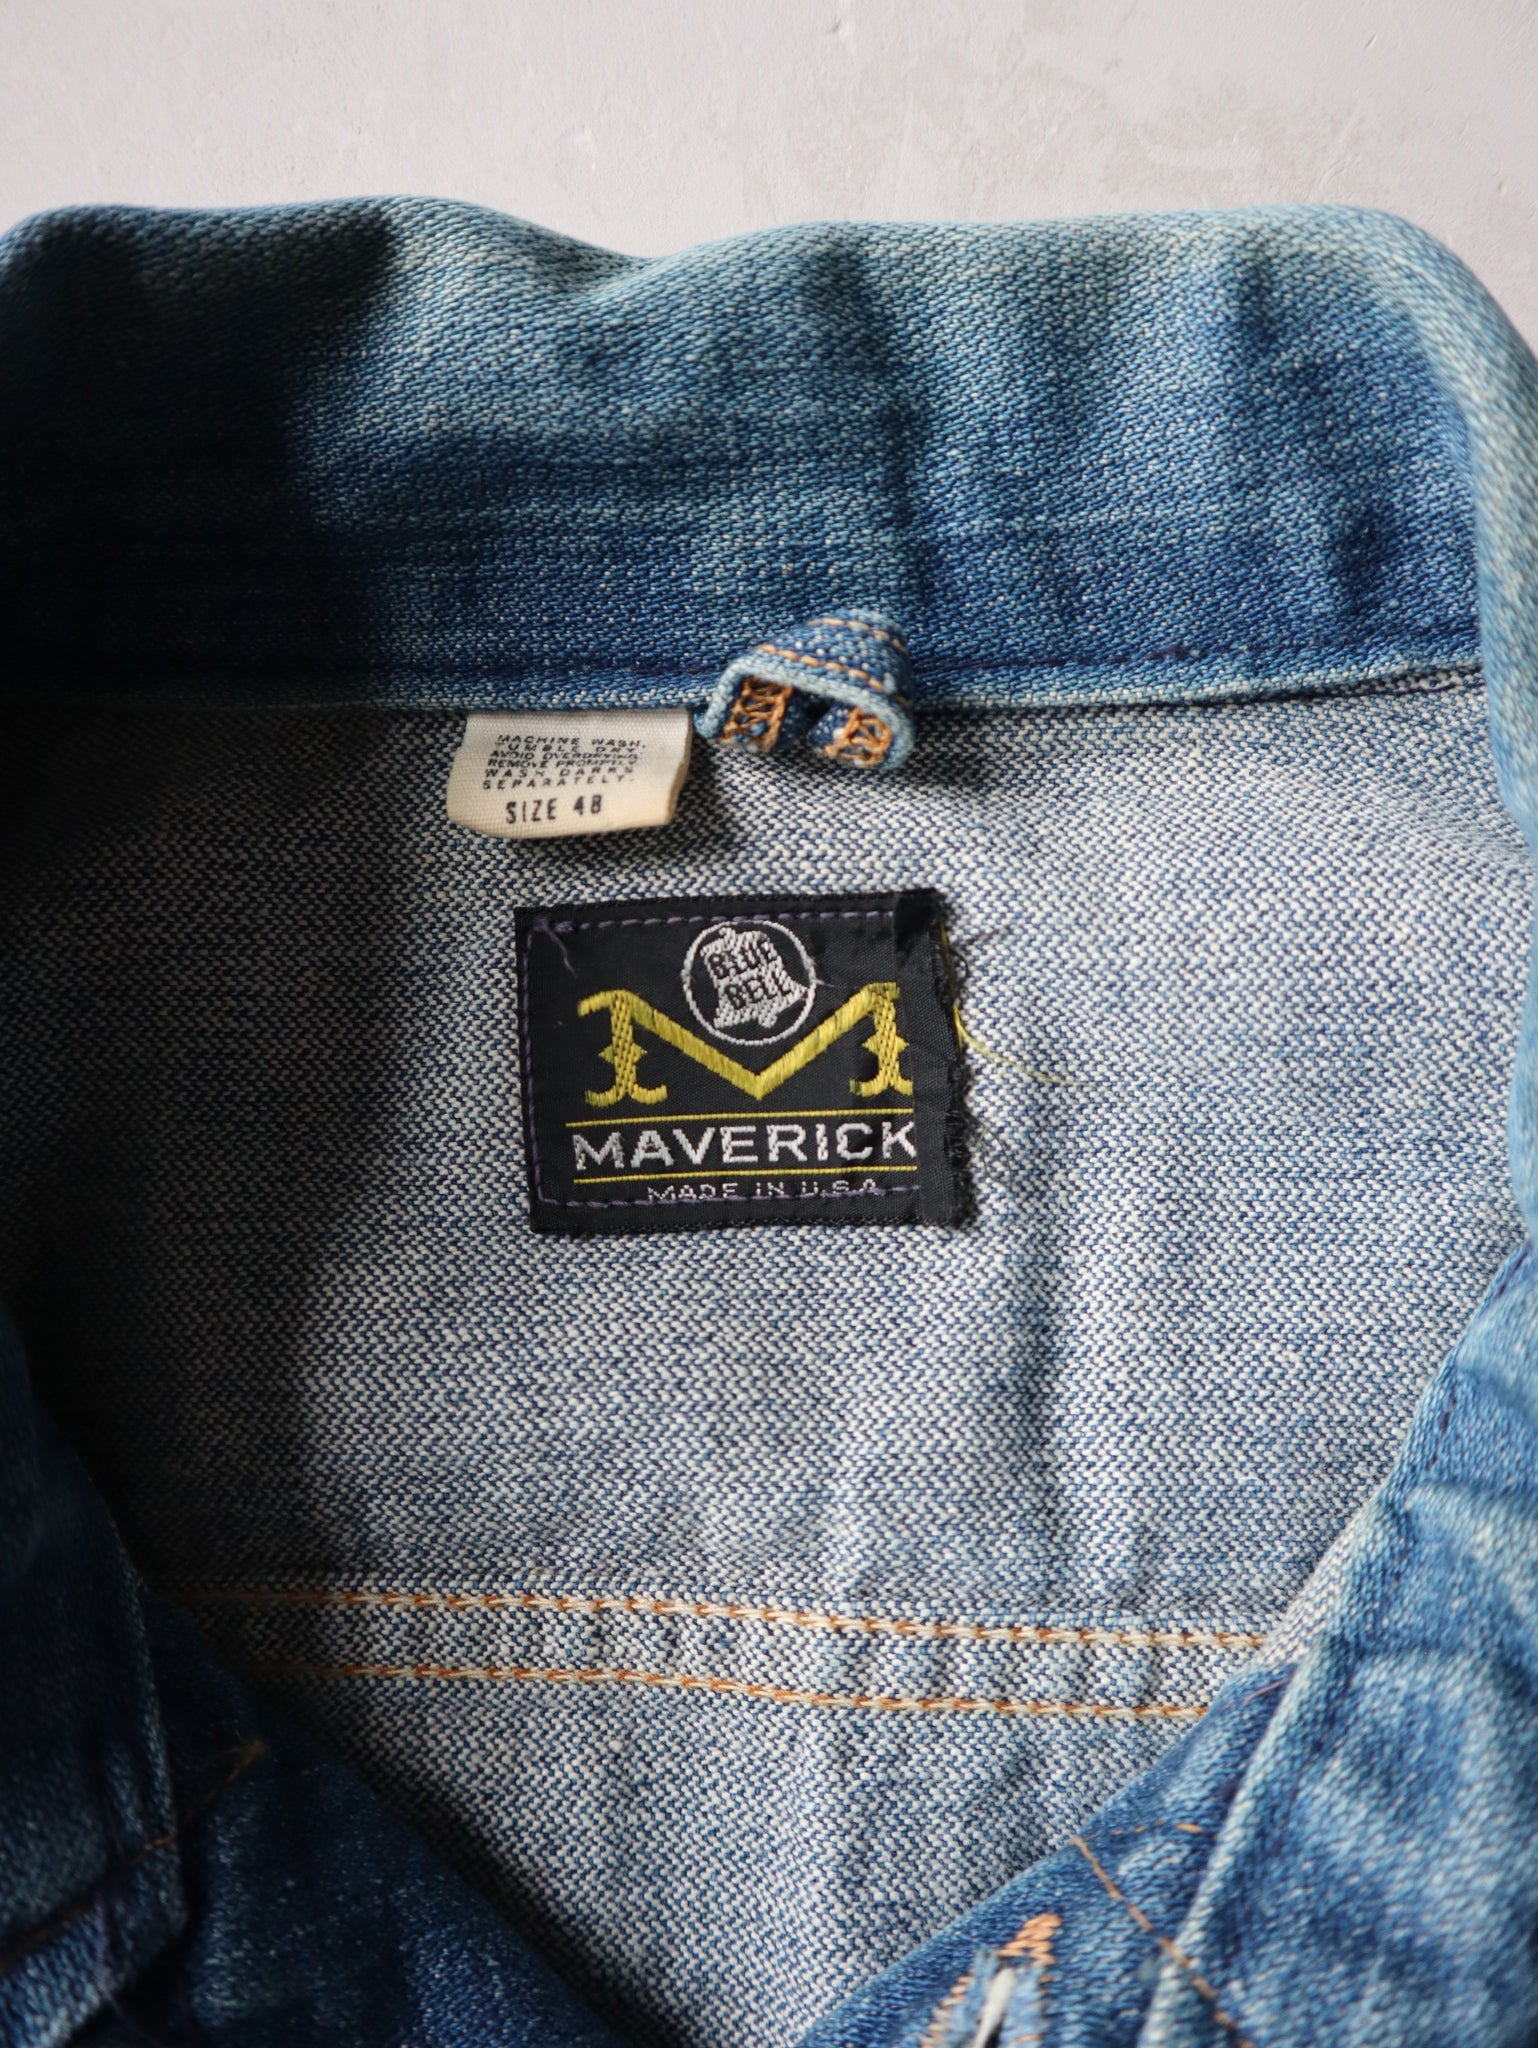 MACHINE WASH,
TUMBLE DRY.
AVOID OVERDRYING.
REMOVE PROMPTLY.
WASH DARKS
SEPARATELY.
SIZE 48
BLUE
BELL
M
MAVERICK
MADE IN U.S.A